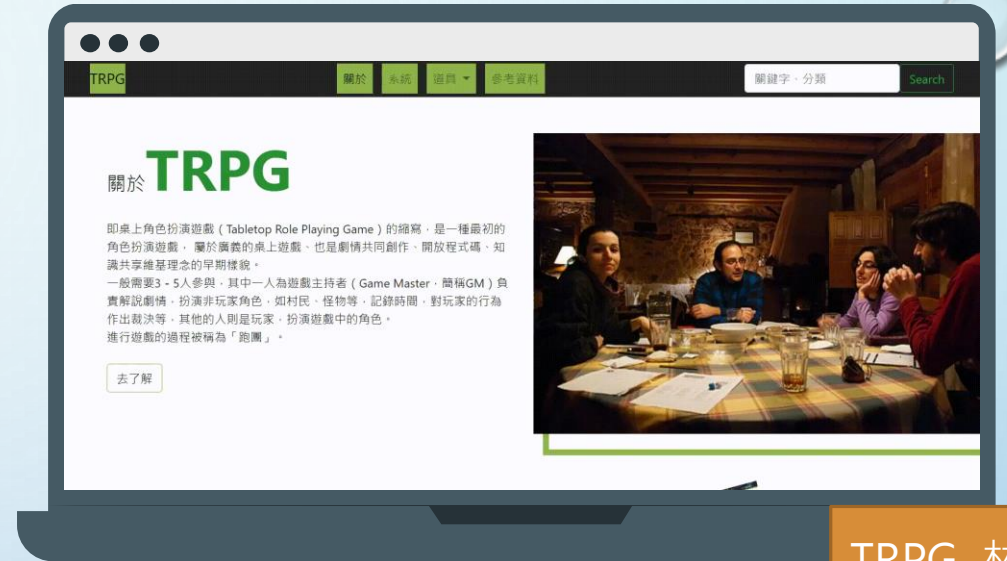 TRPG
關於
系統
道具
參考資料
關鍵字、分類
Search
關於TRPG
即桌上角色扮演遊戲（Tabletop Role Playing Game）的縮寫，是一種最初的
角色扮演遊戲， 屬於廣義的桌上遊戲、也是劇情共同創作、開放程式碼、知
識共享維基理念的早期樣貌。
一般需要3 - 5人參與，其中一人為遊戲主持者（Game Master，簡稱GM）負
責解說劇情，扮演非玩家角色，如村民、怪物等，記錄時間，對玩家的行為
作出裁決等，其他的人則是玩家，扮演遊戲中的角色。
進行遊戲的過程被稱為「跑團」。
去了解
TRPG